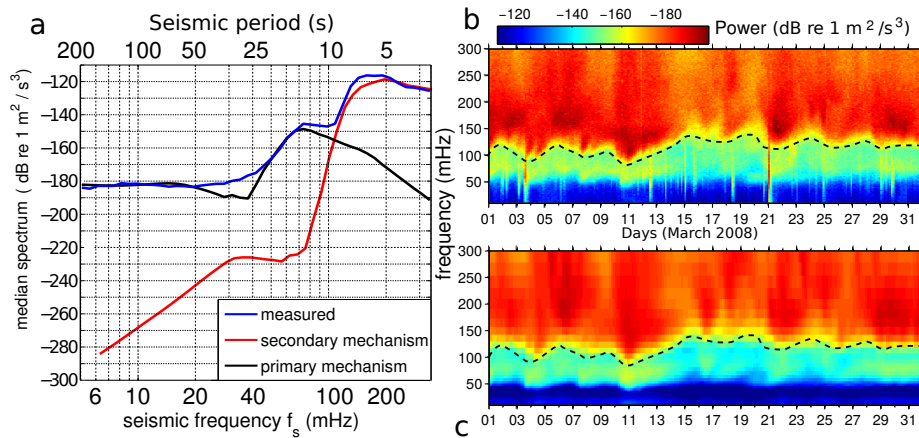 a
Seismic period (s)
200 100 50 25 10 5
median spectrum ( dB re 1 m² / s³)
−120
−140
−160
−180
−190
−200
−220
−240
−260
−280
−300
measured
secondary mechanism
primary mechanism
6 10 20 40 100 200
seismic frequency f_s (mHz)
b
−120 −140 −160 −180
Power (dB re 1 m²/s³)
frequency (mHz)
300
250
200
150
100
50
01 03 05 07 09 11 13 15 17 19 21 23 25 27 29 31
Days (March 2008)
300
250
200
150
100
50
01 03 05 07 09 11 13 15 17 19 21 23 25 27 29 31
c